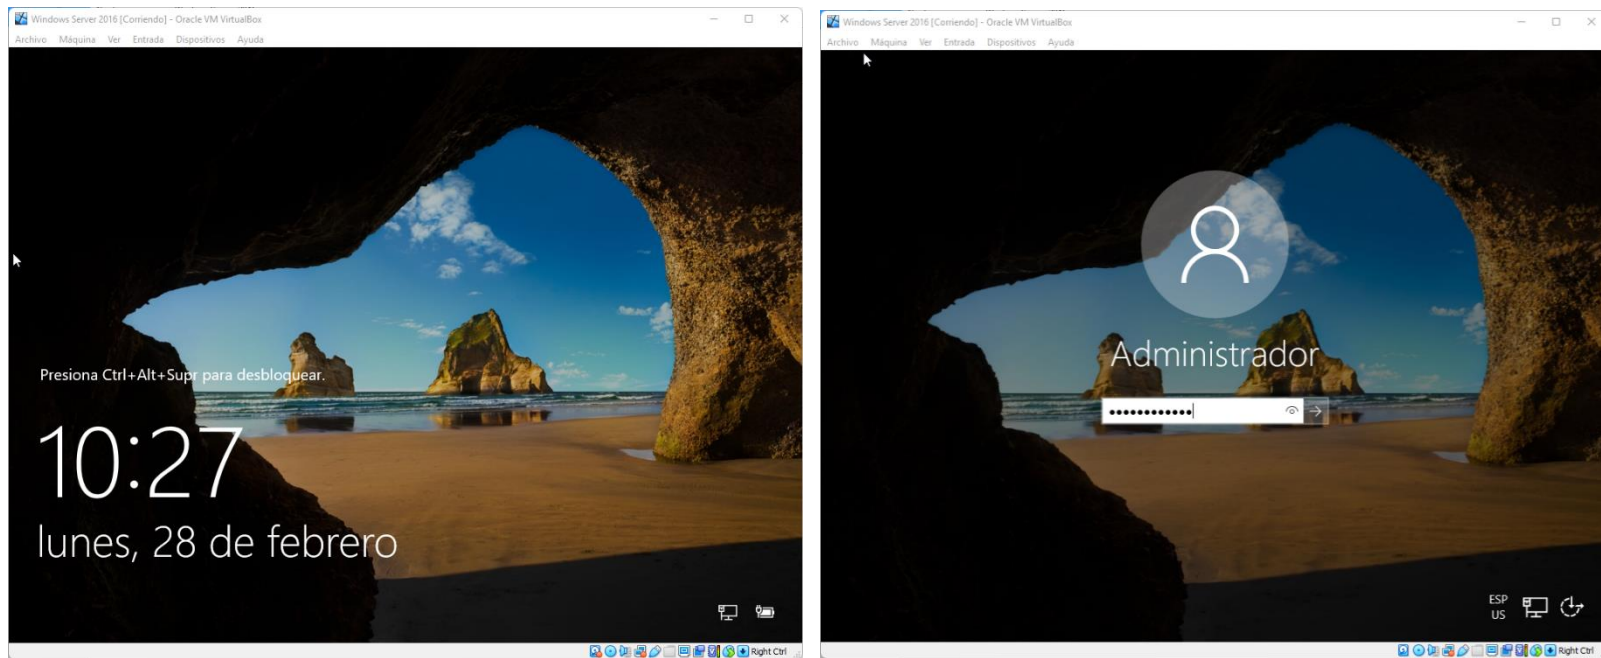 Windows Server 2016 [Corriendo] - Oracle VM VirtualBox
Archivo Máquina Ver Entrada Dispositivos Ayuda
Presiona Ctrl+Alt+Supr para desbloquear.
10:27
lunes, 28 de febrero
Right Ctrl
Windows Server 2016 [Corriendo] - Oracle VM VirtualBox
Archivo Máquina Ver Entrada Dispositivos Ayuda
Administrador
••••••••••••
ESP
US
Right Ctrl